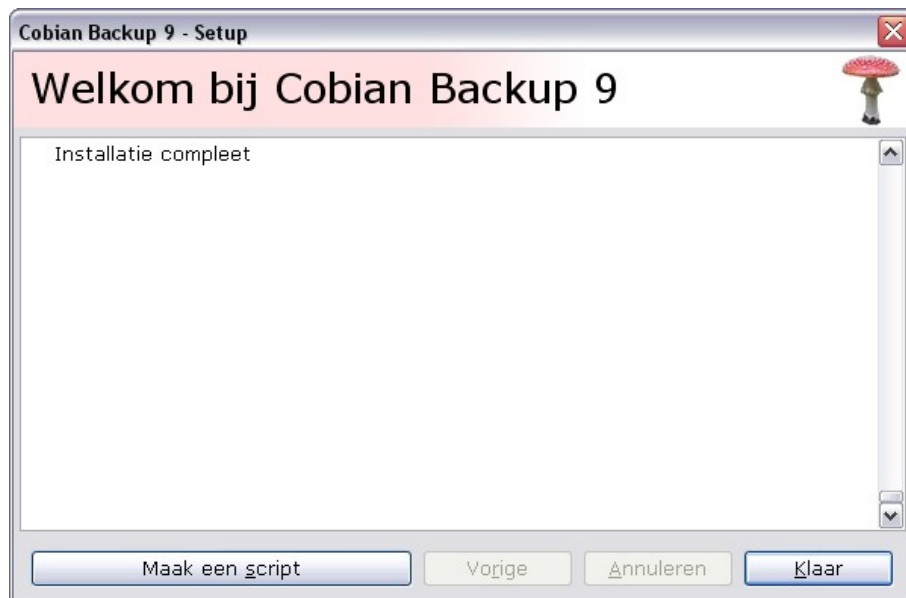 Cobian Backup 9 - Setup
Welkom bij Cobian Backup 9
Installatie compleet
Maak een script
Vorige
Annuleren
Klaar